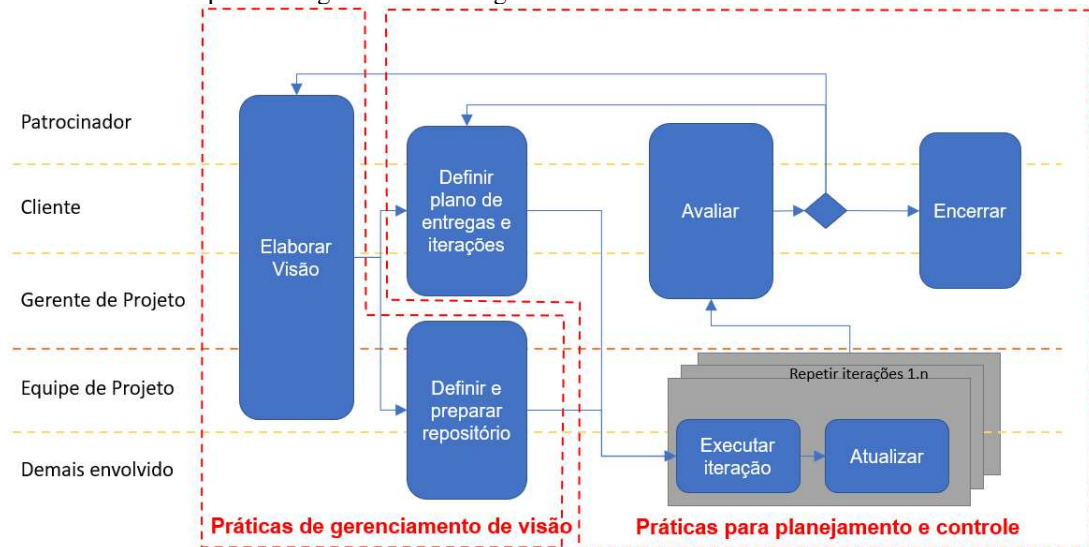 Patrocinador
Cliente
Gerente de Projeto
Equipe de Projeto
Demais envolvido
Elaborar
Visão
Definir
plano de
entregas e
iterações
Definir e
preparar
repositório
Avaliar
Encerrar
Repetir iterações 1.n
Executar
iteração
Atualizar
Práticas de gerenciamento de visão
Práticas para planejamento e controle